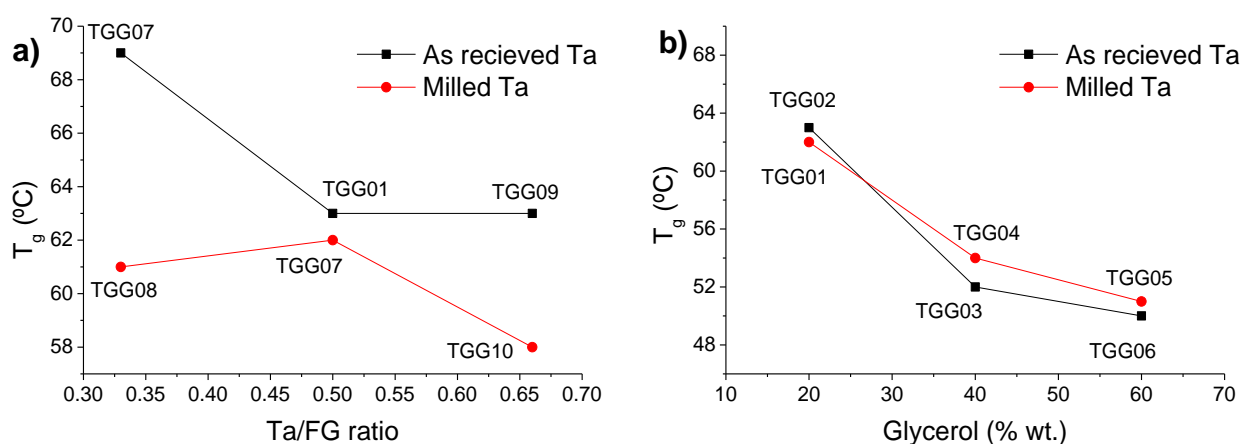 a)
As recieved Ta
Milled Ta
TGG07
TGG01
TGG09
TGG08
TGG07
TGG10
70
68
66
64
62
60
58
Tg (ºC)
0.30 0.35 0.40 0.45 0.50 0.55 0.60 0.65 0.70
Ta/FG ratio
b)
As recieved Ta
Milled Ta
TGG02
TGG01
TGG04
TGG03
TGG05
TGG06
68
64
60
56
52
48
Tg (ºC)
10 20 30 40 50 60 70
Glycerol (% wt.)